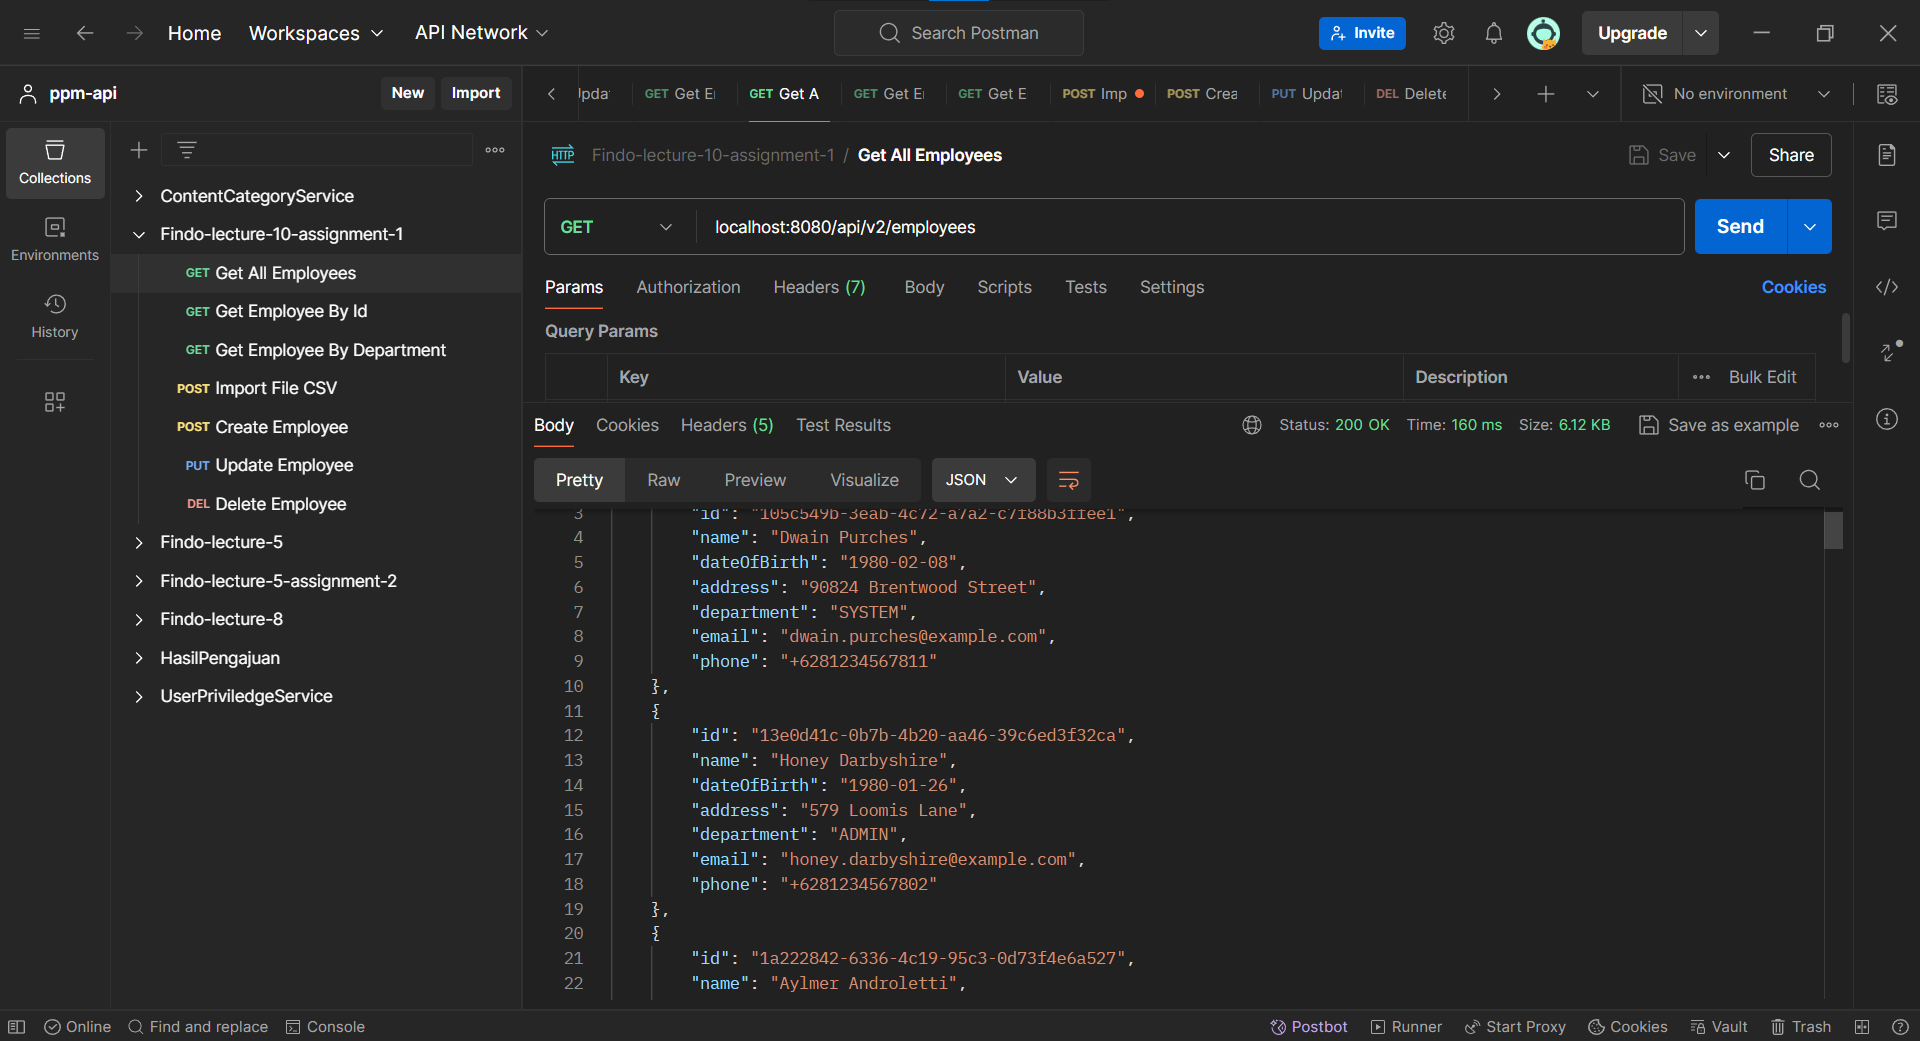 Home
Workspaces
API Network
Search Postman
Invite
Upgrade
ppm-api
New
Import
Upda
GET Get E
GET Get A
GET Get E
GET Get E
POST Imp
POST Crea
PUT Updat
DEL Delete
No environment
Collections
Environments
History
ContentCategoryService
Findo-lecture-10-assignment-1
GET Get All Employees
GET Get Employee By Id
GET Get Employee By Department
POST Import File CSV
POST Create Employee
PUT Update Employee
DEL Delete Employee
Findo-lecture-5
Findo-lecture-5-assignment-2
Findo-lecture-8
HasilPengajuan
UserPriviledgeService
HTTP Findo-lecture-10-assignment-1 / Get All Employees
Save
Share
GET localhost:8080/api/v2/employees
Send
Params Authorization Headers (7) Body Scripts Tests Settings Cookies
Query Params
Key Value Description Bulk Edit
Body Cookies Headers (5) Test Results
Status: 200 OK Time: 160 ms Size: 6.12 KB Save as example
Pretty Raw Preview Visualize JSON
3 "id": "105c549b-3eab-4c72-a7a2-c7f88b3ffee1",
4 "name": "Dwain Purches",
5 "dateOfBirth": "1980-02-08",
6 "address": "90824 Brentwood Street",
7 "department": "SYSTEM",
8 "email": "dwain.purches@example.com",
9 "phone": "+6281234567811"
10 },
11 {
12 "id": "13e0d41c-0b7b-4b20-aa46-39c6ed3f32ca",
13 "name": "Honey Darbyshire",
14 "dateOfBirth": "1980-01-26",
15 "address": "579 Loomis Lane",
16 "department": "ADMIN",
17 "email": "honey.darbyshire@example.com",
18 "phone": "+6281234567802"
19 },
20 {
21 "id": "1a222842-6336-4c19-95c3-0d73f4e6a527",
22 "name": "Aylmer Androletti",
Online
Find and replace
Console
Postbot
Runner
Start Proxy
Cookies
Vault
Trash